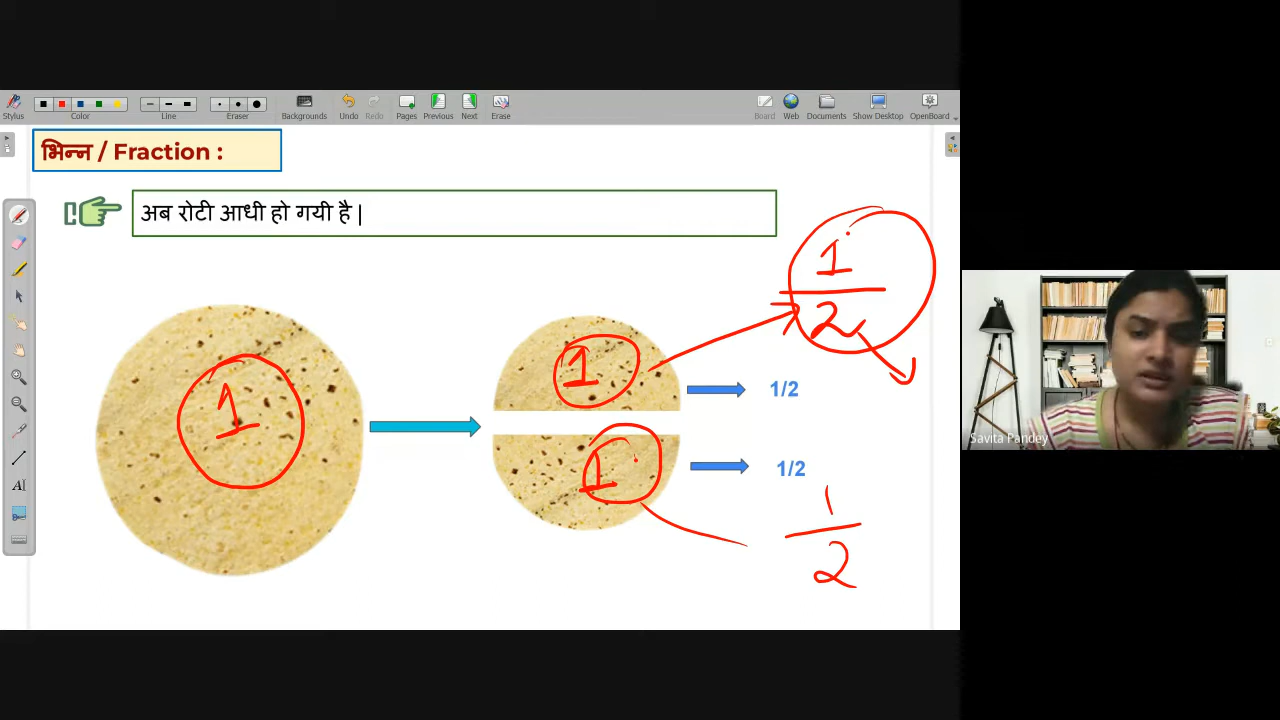 Stylus
Color
Line
Eraser
Backgrounds
Undo
Redo
Pages
Previous
Next
Erase
Board
Web
Documents
Show Desktop
OpenBoard
भिन्न / Fraction :
अब रोटी आधी हो गयी है |
1
1
1
1
2
1/2
1/2
1
2
Savita Pandey